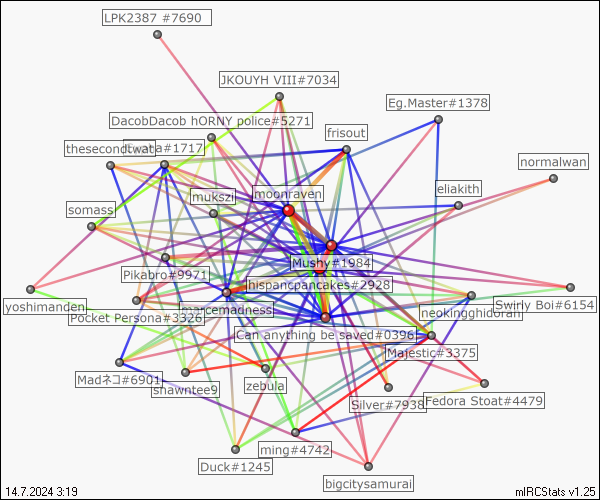 LPK2387 #7690
JKOUYH VIII#7034
Eg.Master#1378
DacobDacob hORNY police#5271
frisout
thesecondtwat
#1717
normalwan
eliakith
mukszi
moonraven
somass
Mushy#1984
Pikabro#9971
hispanicpancakes#2928
yoshimanden
Pocket Persona#3326
marcemadness
neokingghidorah
Swirly Boi#6154
Can anything be saved#0396
Majestic#3375
Madネコ#6901
shawntee9
zebula
Silver#7938
Fedora Stoat#4479
ming#4742
Duck#1245
bigcitysamurai
14.7.2024 3:19
mIRCStats v1.25